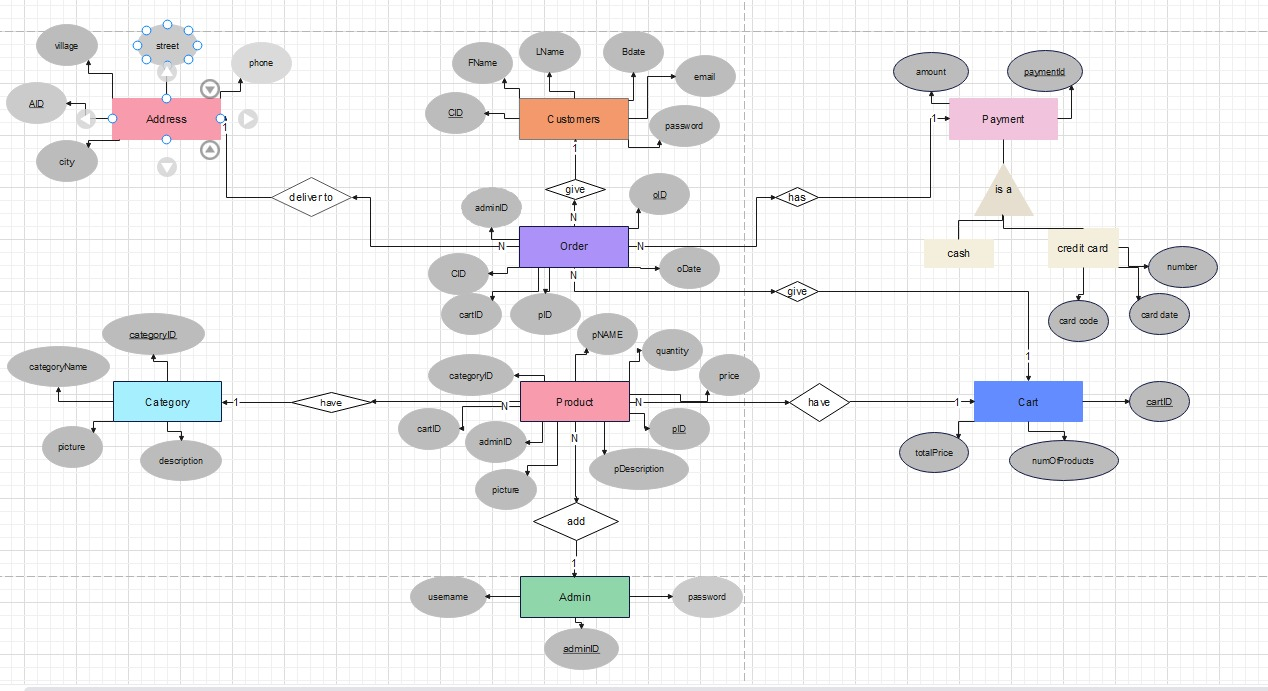 village
street
phone
AID
Address
1
city
FName
LName
Bdate
email
CID
Customers
password
1
amount
paymentId
1
Payment
deliver to
give
has
is a
adminID
oID
N
N
Order
N
cash
credit card
CID
oDate
N
number
cartID
pID
give
card code
card date
categoryID
pNAME
quantity
1
categoryName
categoryID
price
Category
1
have
N
Product
N
have
1
Cart
cartID
cartID
adminID
pID
N
picture
description
picture
pDescription
totalPrice
numOfProducts
add
1
username
Admin
password
adminID